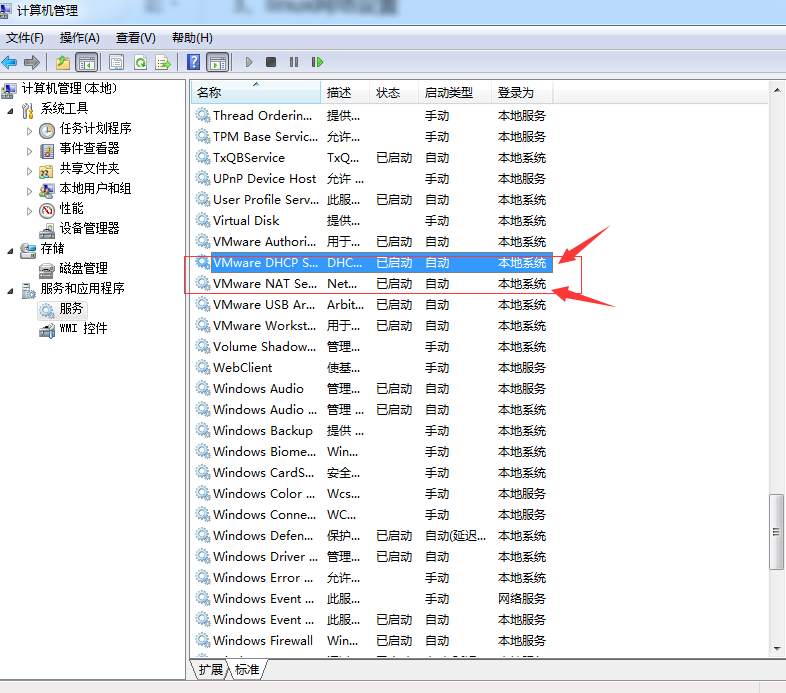 3、linux网络设置
计算机管理
文件(F) 操作(A) 查看(V) 帮助(H)
计算机管理(本地)
系统工具
任务计划程序
事件查看器
共享文件夹
本地用户和组
性能
设备管理器
存储
磁盘管理
服务和应用程序
服务
WMI 控件
名称 描述 状态 启动类型 登录为
Thread Orderin... 提供... 手动 本地服务
TPM Base Servic... 允许... 手动 本地服务
TxQBService TxQ... 已启动 自动 本地系统
UPnP Device Host 允许 ... 手动 本地服务
User Profile Serv... 此服... 已启动 自动 本地系统
Virtual Disk 提供... 手动 本地系统
VMware Authori... 用于... 已启动 自动 本地系统
VMware DHCP S... DHC... 已启动 自动 本地系统
VMware NAT Se... Net... 已启动 自动 本地系统
VMware USB Ar... Arbit... 已启动 自动 本地系统
VMware Workst... 用于... 已启动 自动 本地系统
Volume Shadow... 管理... 手动 本地系统
WebClient 使基... 手动 本地服务
Windows Audio 管理... 已启动 自动 本地服务
Windows Audio ... 管理 ... 已启动 自动 本地系统
Windows Backup 提供 ... 手动 本地系统
Windows Biome... Win... 手动 本地系统
Windows CardS... 安全... 手动 本地系统
Windows Color ... Wcs... 手动 本地服务
Windows Conne... WC... 手动 本地服务
Windows Defen... 保护... 已启动 自动(延迟... 本地系统
Windows Driver ... 管理... 已启动 自动 本地系统
Windows Error ... 允许... 手动 本地系统
Windows Event ... 此服... 手动 网络服务
Windows Event ... 此服... 已启动 自动 本地服务
Windows Firewall Win... 已启动 自动 本地服务
扩展 标准